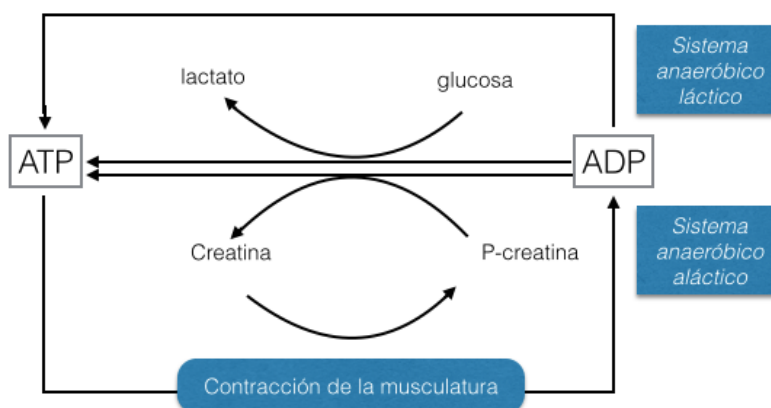 Sistema
anaeróbico
láctico
lactato
glucosa
ATP
ADP
Creatina
P-creatina
Sistema
anaeróbico
aláctico
Contracción de la musculatura